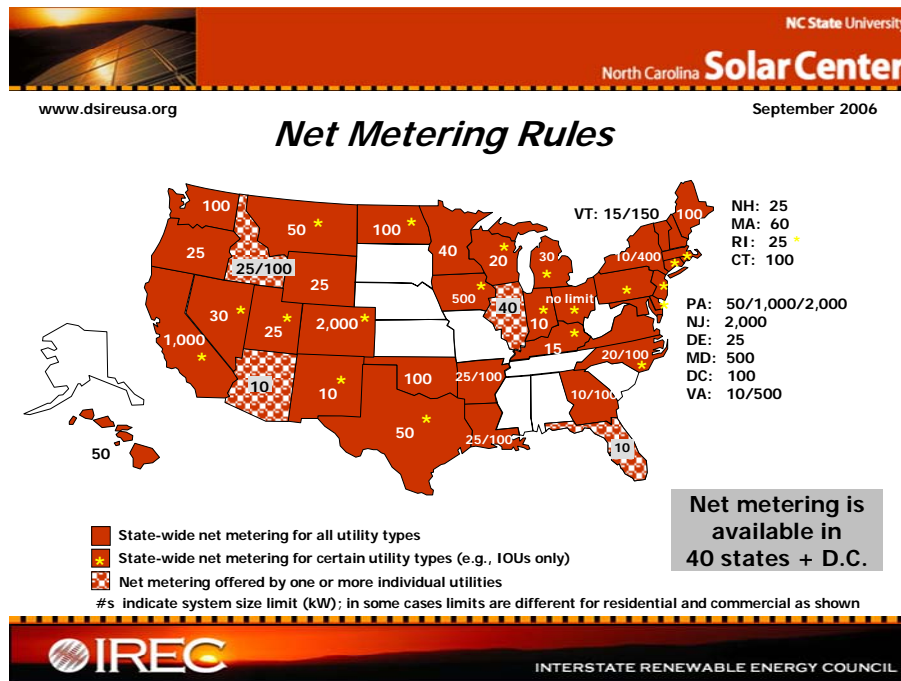 NC State University
North Carolina Solar Center
www.dsireusa.org
September 2006
Net Metering Rules
100
50 *
100 *
40
20 *
30 *
VT: 15/150
100
10/400
NH: 25
MA: 60
RI: 25 *
CT: 100
25
25/100
25
500 *
40
10 *
no limit *
PA: 50/1,000/2,000
NJ: 2,000
DE: 25
MD: 500
DC: 100
VA: 10/500
1,000 *
30 *
25 *
2,000 *
15 *
20/100 *
10
10 *
100
25/100
10/100
50 *
25/100
10
50
Net metering is
available in
40 states + D.C.
State-wide net metering for all utility types
* State-wide net metering for certain utility types (e.g., IOUs only)
Net metering offered by one or more individual utilities
#s indicate system size limit (kW); in some cases limits are different for residential and commercial as shown
IREC
INTERSTATE RENEWABLE ENERGY COUNCIL